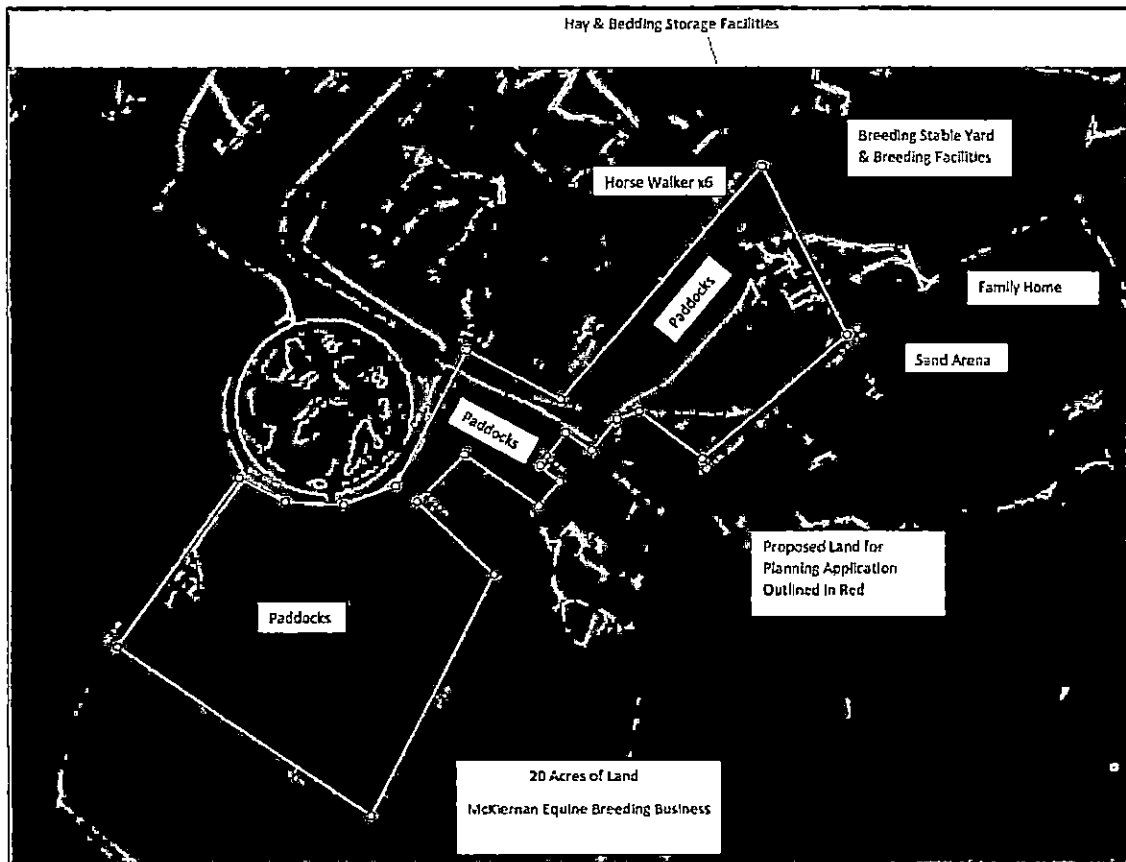 Hay & Bedding Storage Facilities
Breeding Stable Yard
& Breeding Facilities
Horse Walker x6
Paddocks
Family Home
Sand Arena
Paddocks
Proposed Land for
Planning Application
Outlined in Red
Paddocks
20 Acres of Land
McKiernan Equine Breeding Business